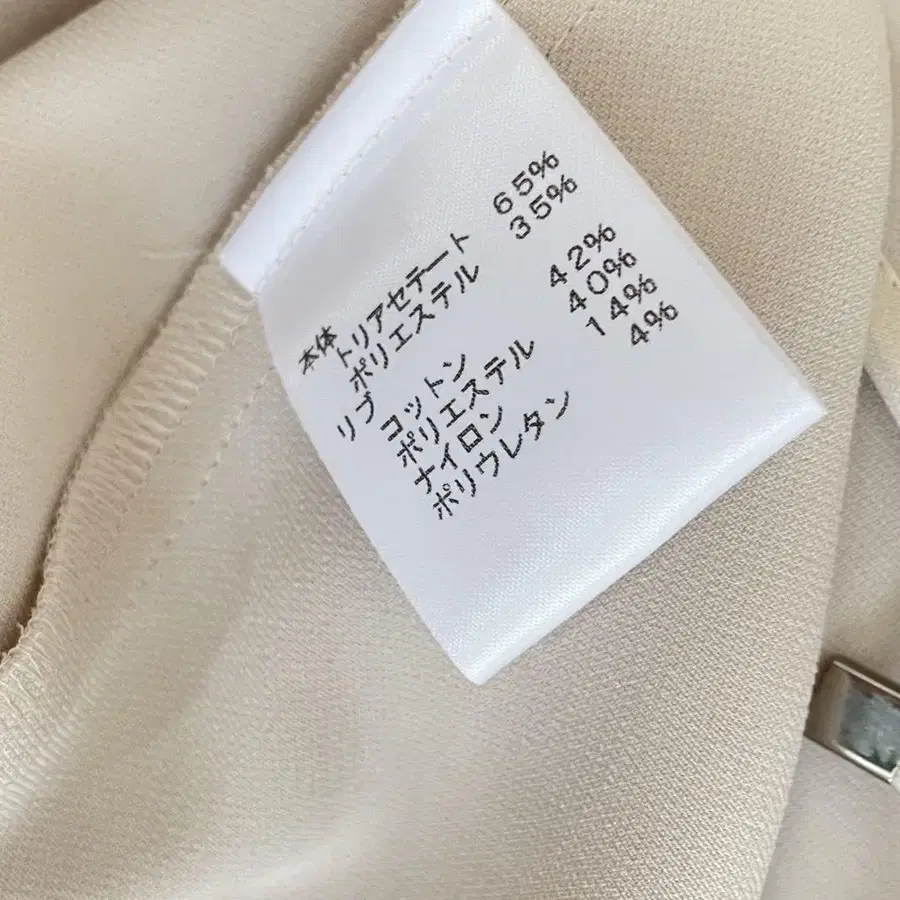 本体
トリアセテート 65%
ポリエステル 35%
リブ
コットン 42%
ポリエステル 40%
ナイロン 14%
ポリウレタン 4%